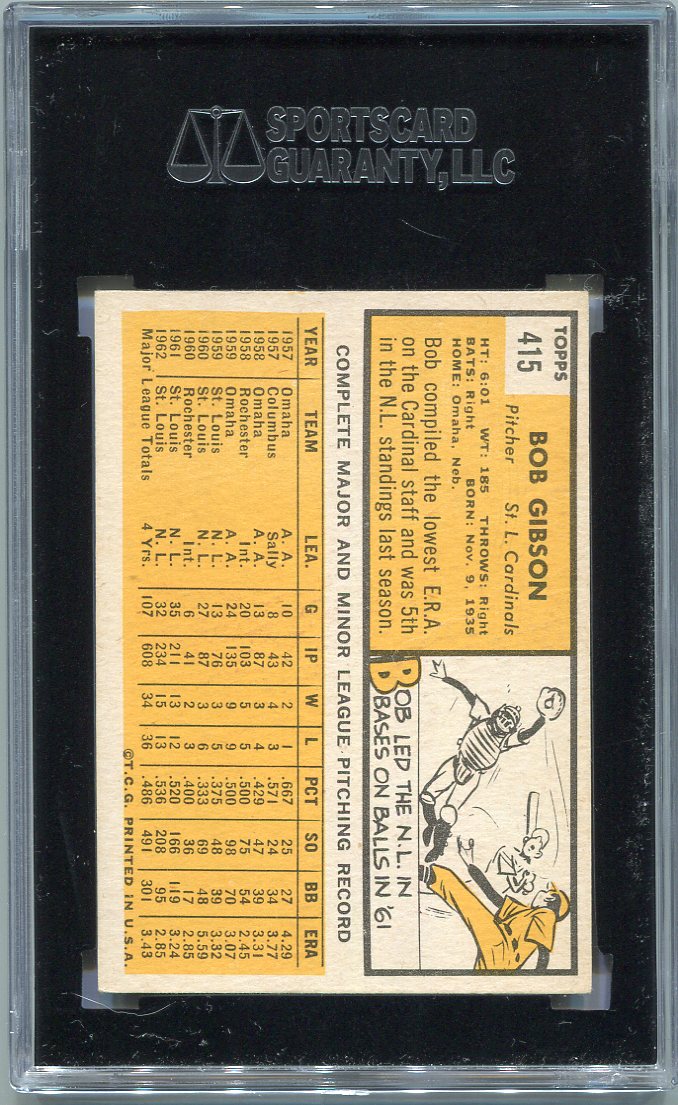 SPORTSCARD
GUARANTY, LLC
TOPPS
415
BOB GIBSON
Pitcher St. L. Cardinals
HT: 6:01 WT: 185 THROWS: Right
BATS: Right BORN: Nov. 9, 1935
HOME: Omaha, Neb.
Bob compiled the lowest E.R.A.
on the Cardinal staff and was 5th
in the N.L. standings last season.
BOB LED THE N.L. IN
BASES ON BALLS IN '61
COMPLETE MAJOR AND MINOR LEAGUE PITCHING RECORD
YEAR TEAM LEA. G IP W L PCT SO BB ERA
1957 Omaha A. A. 10 42 2 1 .667 25 27 4.29
1957 Columbus Sally 8 43 4 3 .571 24 34 3.77
1958 Omaha A. A. 13 87 3 4 .429 47 39 3.31
1958 Rochester Int. 20 103 5 5 .500 75 54 2.45
1959 Omaha A. A. 24 135 9 9 .500 98 70 3.07
1959 St. Louis N. L. 13 76 3 5 .375 48 39 3.32
1960 St. Louis N. L. 27 87 3 6 .333 69 48 5.59
1960 Rochester Int. 6 41 2 3 .400 36 17 2.85
1961 St. Louis N. L. 35 211 13 12 .520 166 119 3.24
1962 St. Louis N. L. 32 234 15 13 .536 208 95 2.85
Major League Totals 4 Yrs. 107 608 34 36 .486 491 301 3.43
©T.C.G. PRINTED IN U.S.A.